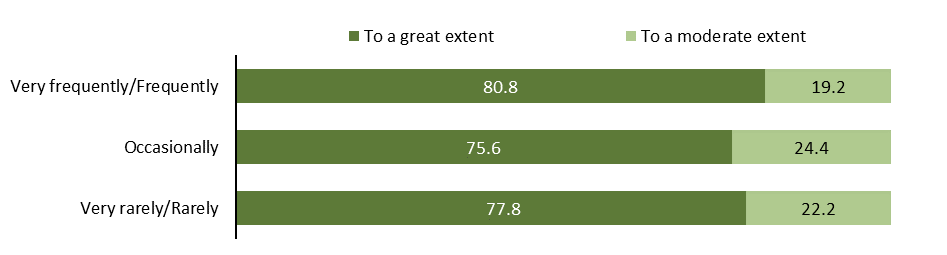 To a great extent To a moderate extent
Very frequently/Frequently 80.8 19.2
Occasionally 75.6 24.4
Very rarely/Rarely 77.8 22.2